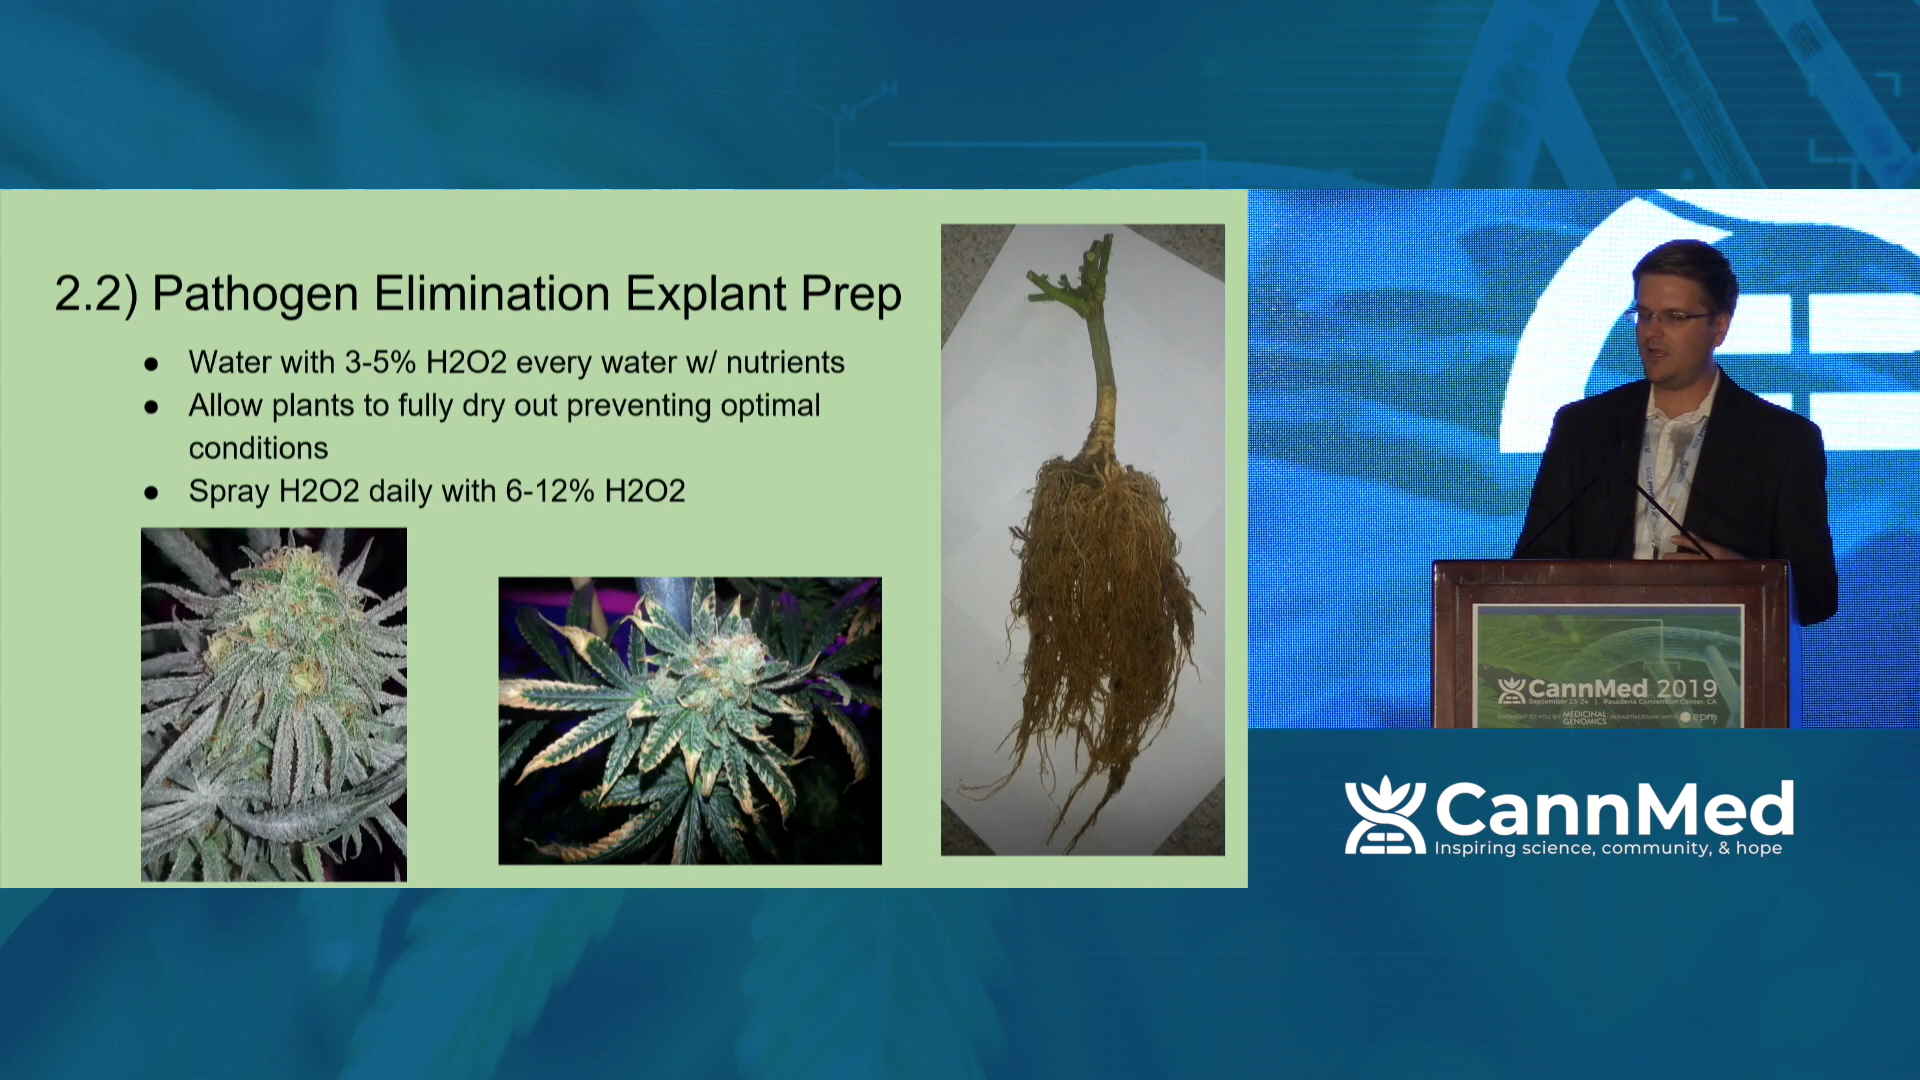 2.2) Pathogen Elimination Explant Prep
● Water with 3-5% H2O2 every water w/ nutrients
● Allow plants to fully dry out preventing optimal
conditions
● Spray H2O2 daily with 6-12% H2O2
CannMed 2019
September 23-24 | Pasadena Convention Center, CA
BROUGHT TO YOU BY MEDICINAL GENOMICS IN PARTNERSHIP WITH epm
CannMed
Inspiring science, community, & hope